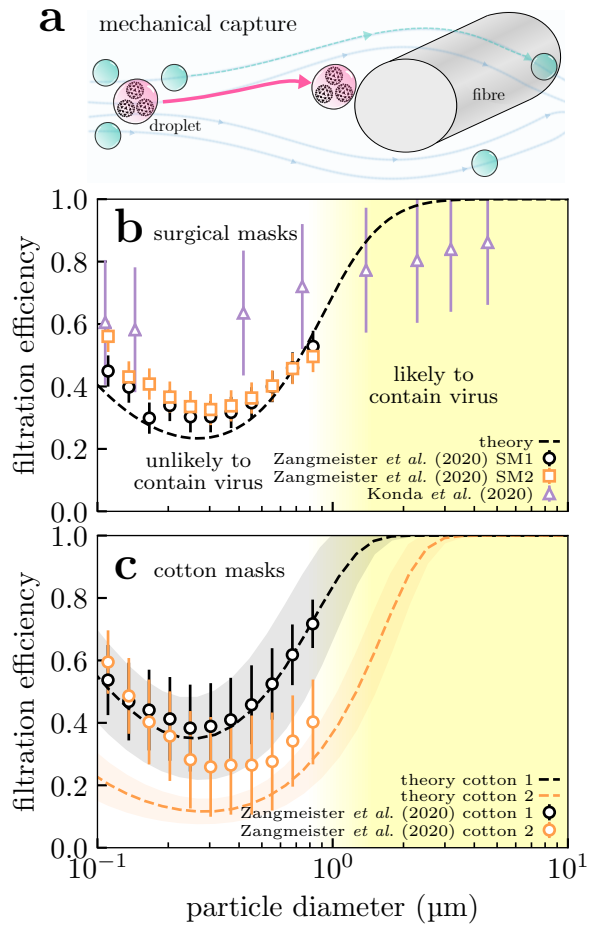 a
mechanical capture
droplet
fibre
1.0
0.8
0.6
0.4
0.2
0.0
filtration efficiency
b surgical masks
likely to
contain virus
unlikely to
contain virus
theory
Zangmeister et al. (2020) SM1
Zangmeister et al. (2020) SM2
Konda et al. (2020)
1.0
0.8
0.6
0.4
0.2
0.0
filtration efficiency
c cotton masks
theory cotton 1
theory cotton 2
Zangmeister et al. (2020) cotton 1
Zangmeister et al. (2020) cotton 2
10⁻¹ 10⁰ 10¹
particle diameter (µm)